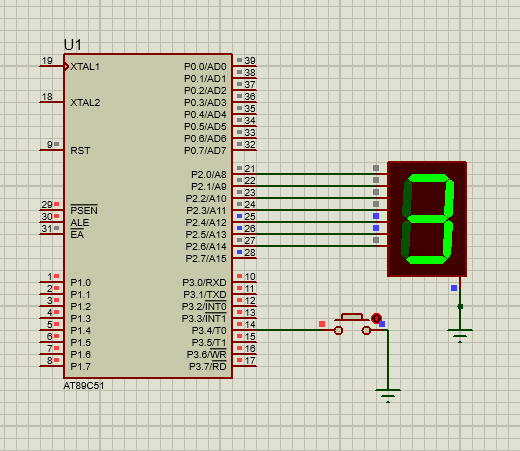 U1
19 XTAL1 P0.0/AD0 39
P0.1/AD1 38
P0.2/AD2 37
18 XTAL2 P0.3/AD3 36
P0.4/AD4 35
P0.5/AD5 34
P0.6/AD6 33
9 RST P0.7/AD7 32
P2.0/A8 21
P2.1/A9 22
P2.2/A10 23
29 PSEN P2.3/A11 24
30 ALE P2.4/A12 25
31 EA P2.5/A13 26
P2.6/A14 27
P2.7/A15 28
3
1 P1.0 P3.0/RXD 10
2 P1.1 P3.1/TXD 11
3 P1.2 P3.2/INT0 12
4 P1.3 P3.3/INT1 13
5 P1.4 P3.4/T0 14
6 P1.5 P3.5/T1 15
7 P1.6 P3.6/WR 16
8 P1.7 P3.7/RD 17
AT89C51